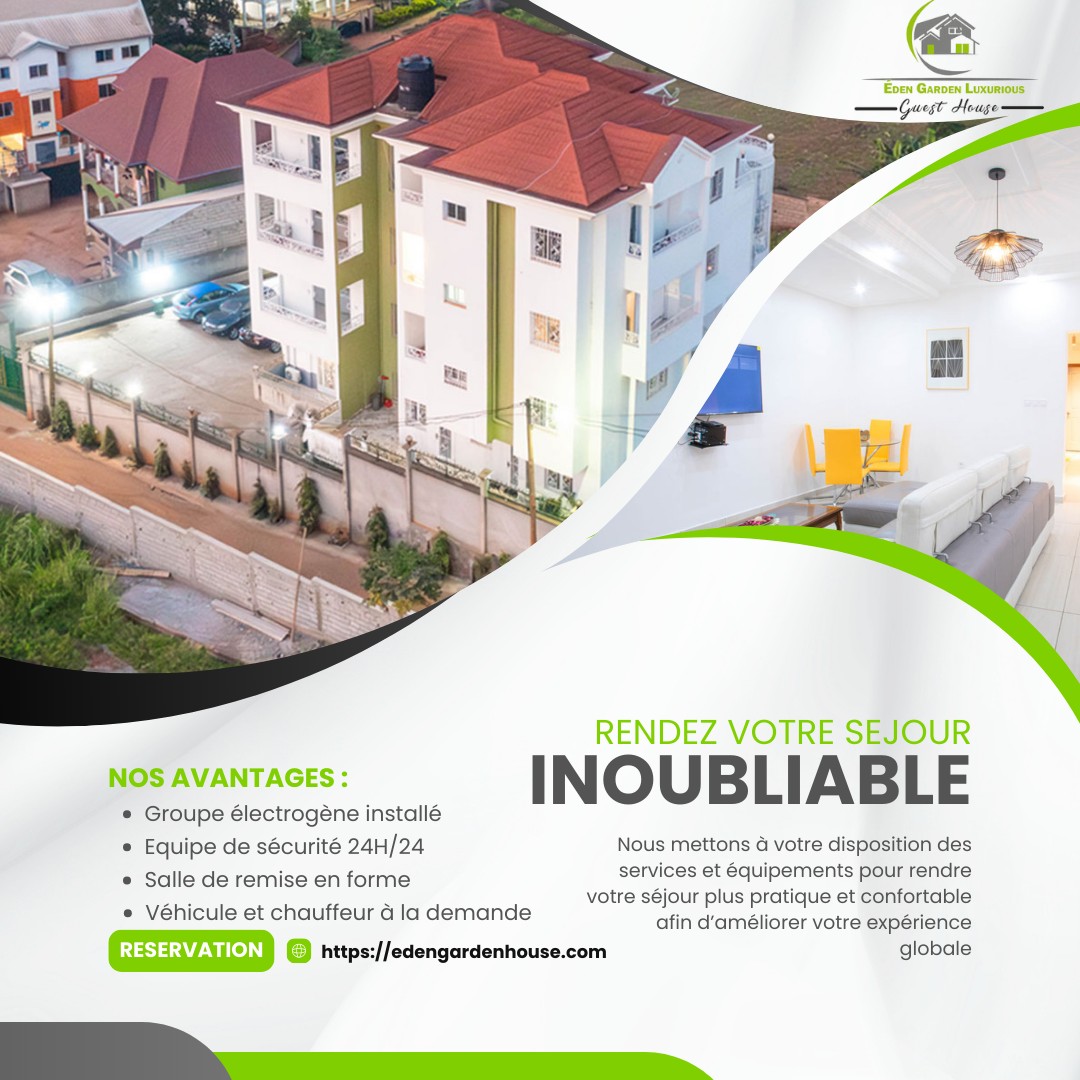 ÉDEN GARDEN LUXURIOUS
Guest House
RENDEZ VOTRE SEJOUR
INOUBLIABLE
Nous mettons à votre disposition des
services et équipements pour rendre
votre séjour plus pratique et confortable
afin d’améliorer votre expérience
globale
NOS AVANTAGES :
• Groupe électrogène installé
• Equipe de sécurité 24H/24
• Salle de remise en forme
• Véhicule et chauffeur à la demande
RESERVATION https://edengardenhouse.com